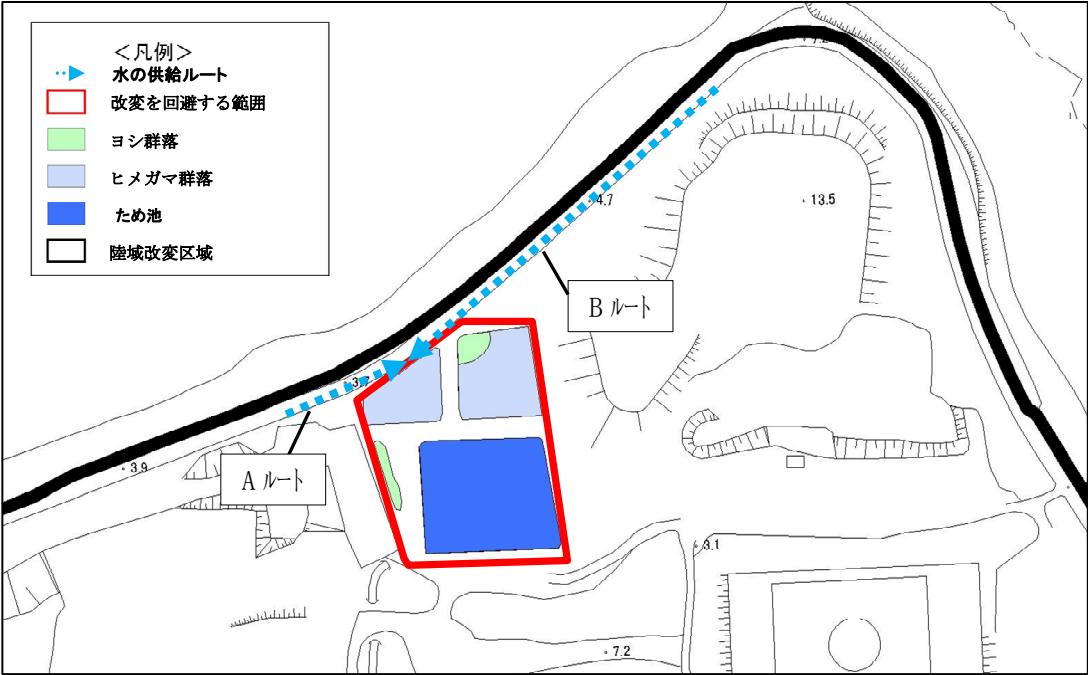 <凡例>
水の供給ルート
改変を回避する範囲
ヨシ群落
ヒメガマ群落
ため池
陸域改変区域
4.7
13.5
Bルート
3.9
Aルート
3.1
7.2